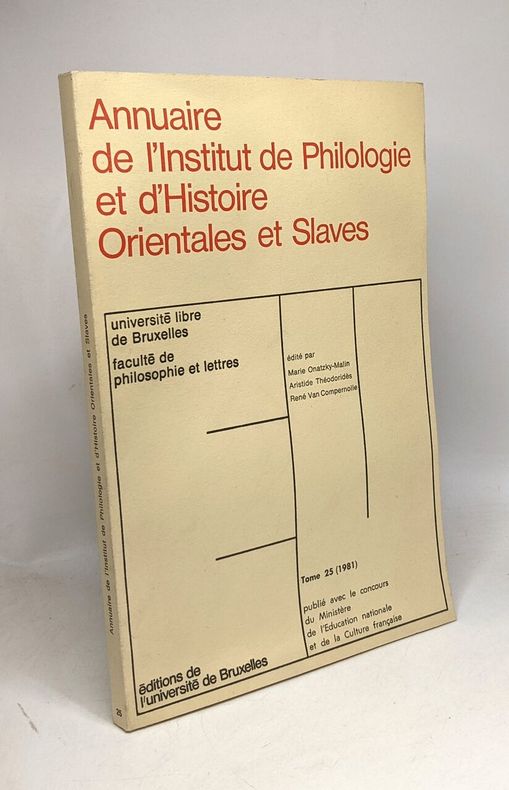 Annuaire
de l'Institut de Philologie
et d'Histoire
Orientales et Slaves
université libre
de Bruxelles
faculté de
philosophie et lettres
édité par
Marie Onatzky-Malin
Aristide Théodoridès
René Van Compernolle
Tome 25 (1981)
publié avec le concours
du Ministère
de l'Education nationale
et de la Culture française
éditions de
l'université de Bruxelles
Annuaire de l'Institut de Philologie et d'Histoire Orientales et Slaves
25